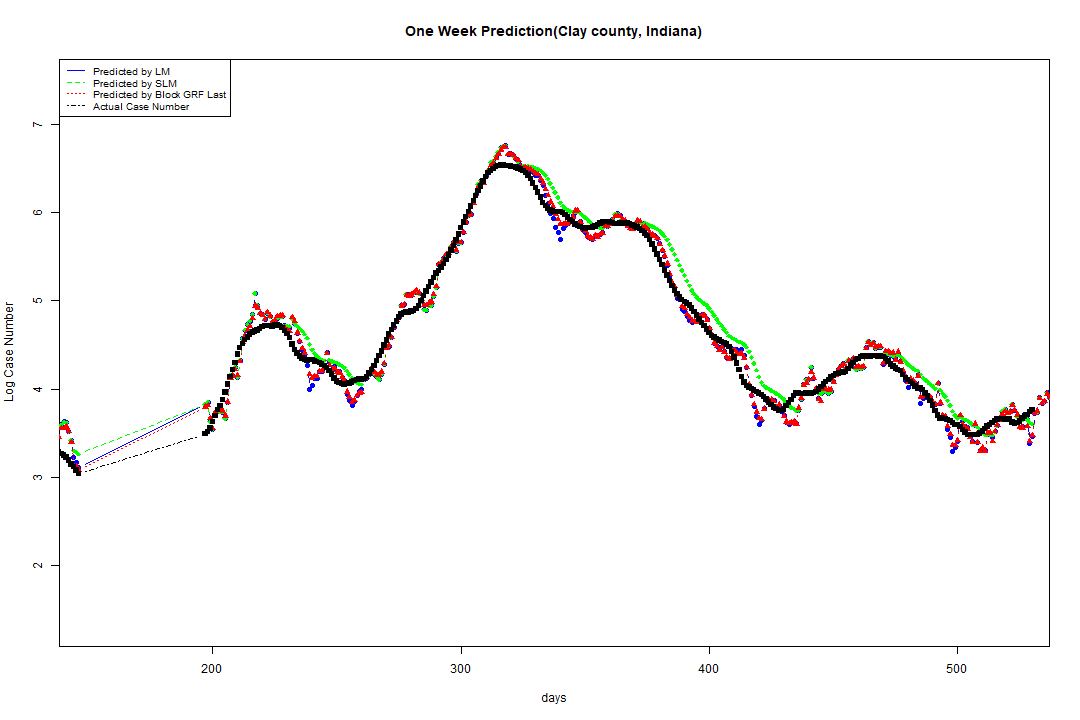 One Week Prediction(Clay county, Indiana)
Predicted by LM
Predicted by SLM
Predicted by Block GRF Last
Actual Case Number
7
6
5
4
3
2
Log Case Number
200 300 400 500
days